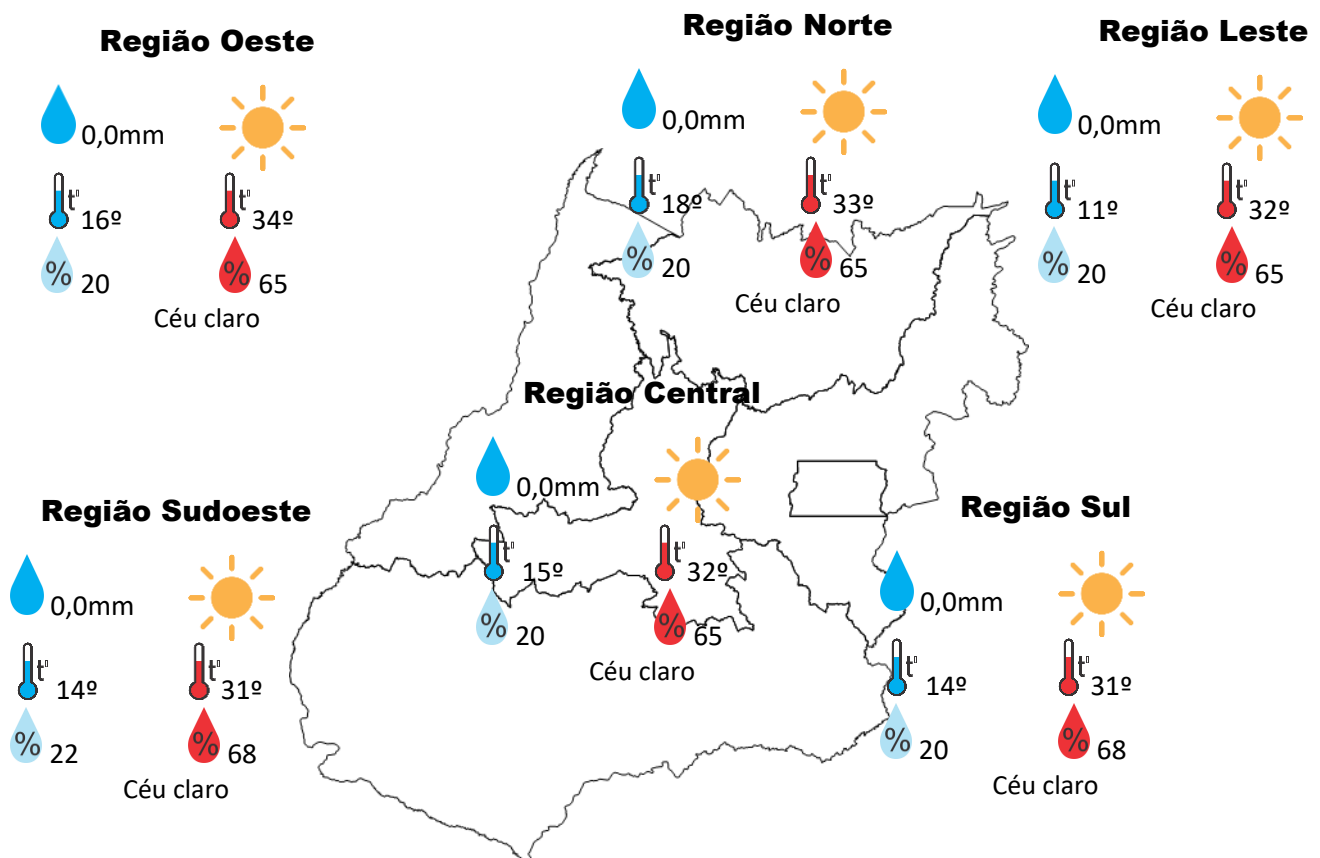 Região Oeste
0,0mm
t°
16º
t°
34º
%
20
%
65
Céu claro
Região Norte
0,0mm
t°
18º
t°
33º
%
20
%
65
Céu claro
Região Leste
0,0mm
t°
11º
t°
32º
%
20
%
65
Céu claro
Região Central
0,0mm
t°
15º
t°
32º
%
20
%
65
Céu claro
Região Sudoeste
0,0mm
t°
14º
t°
31º
%
22
%
68
Céu claro
Região Sul
0,0mm
t°
14º
t°
31º
%
20
%
68
Céu claro